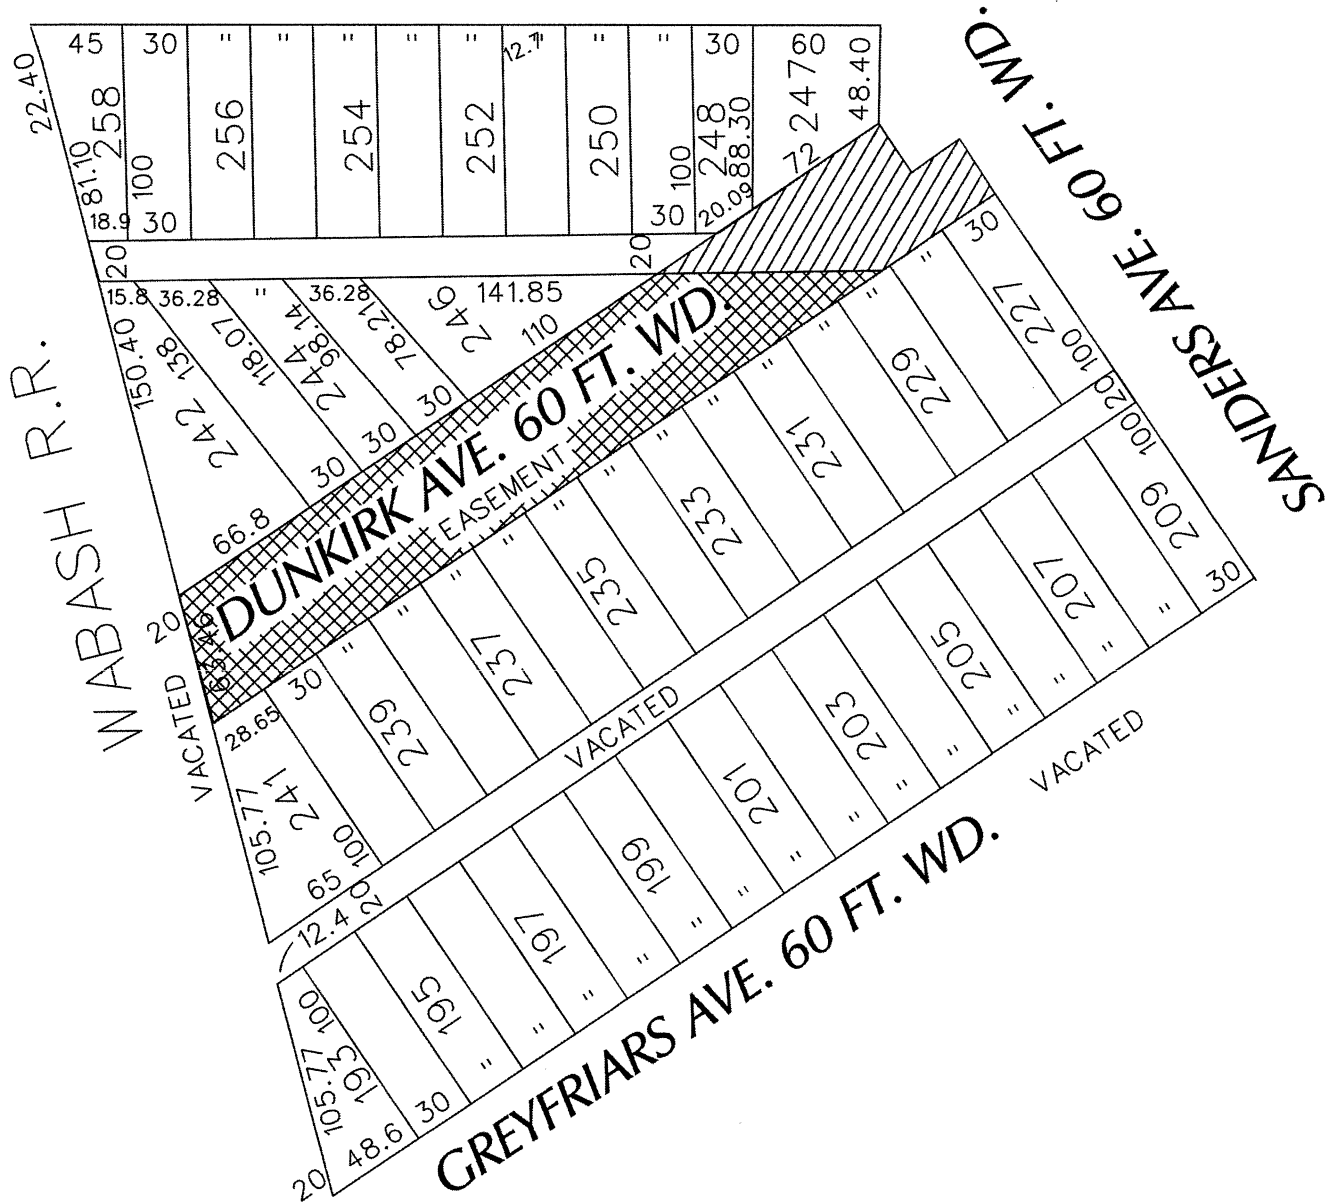 45 30 " " " " 12.7 " " " 30 60
22.40 258 256 254 252 250 248 2470 48.40
81.10 100 100 88.30 72
18.9 30 30 20.09
20 20
15.8 36.28 " 36.28 246 141.85
150.40 138 118.07 98.14 78.21 110
242 244
66.8 30 30 30
DUNKIRK AVE. 60 FT. WD.
EASEMENT
63.46
20
WABASH R.R.
VACATED
SANDERS AVE. 60 FT. WD.
28.65 30 " " " " " " " " " " " " 30
241 239 237 235 233 231 229 227
105.77 100 100
65 20 20
VACATED
12.4 100
105.77 100
193 195 197 199 201 203 205 207 209
20 48.6 30 " " " " " " " " " " " " " " 30
GREYFRIARS AVE. 60 FT. WD.
VACATED